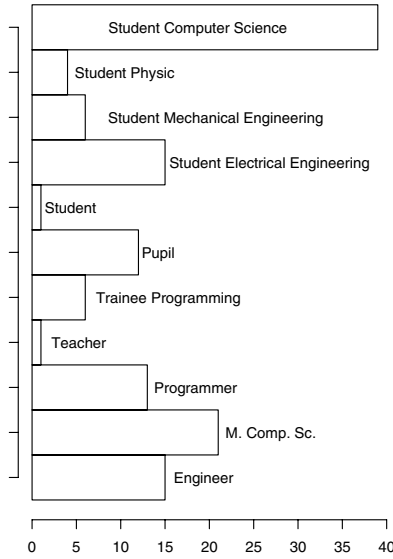 Student Computer Science
Student Physic
Student Mechanical Engineering
Student Electrical Engineering
Student
Pupil
Trainee Programming
Teacher
Programmer
M. Comp. Sc.
Engineer
0 5 10 15 20 25 30 35 40